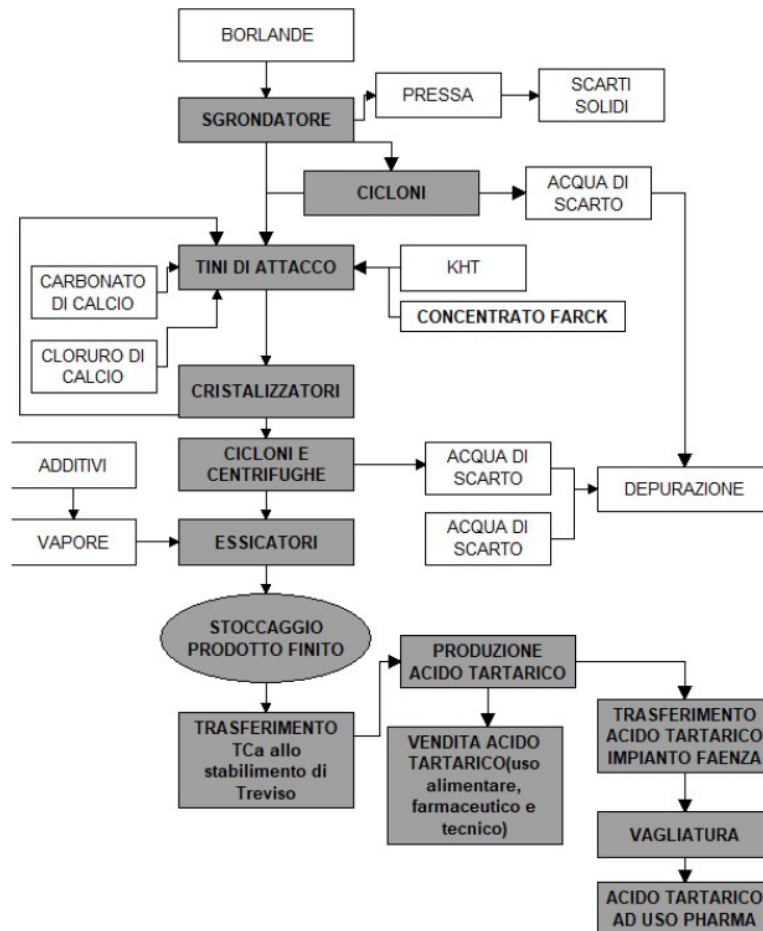 BORLANDE
PRESSA
SCARTI
SOLIDI
SGRONDATORE
CICLONI
ACQUA DI
SCARTO
TINI DI ATTACCO
KHT
CARBONATO
DI CALCIO
CONCENTRATO FARCK
CLORURO DI
CALCIO
CRISTALIZZATORI
ADDITIVI
CICLONI E
CENTRIFUGHE
ACQUA DI
SCARTO
DEPURAZIONE
VAPORE
ESSICATORI
ACQUA DI
SCARTO
STOCCAGGIO
PRODOTTO FINITO
PRODUZIONE
ACIDO TARTARICO
TRASFERIMENTO
TCa allo
stabilimento di
Treviso
VENDITA ACIDO
TARTARICO(uso
alimentare,
farmaceutico e
tecnico)
TRASFERIMENTO
ACIDO TARTARICO
IMPIANTO FAENZA
VAGLIATURA
ACIDO TARTARICO
AD USO PHARMA